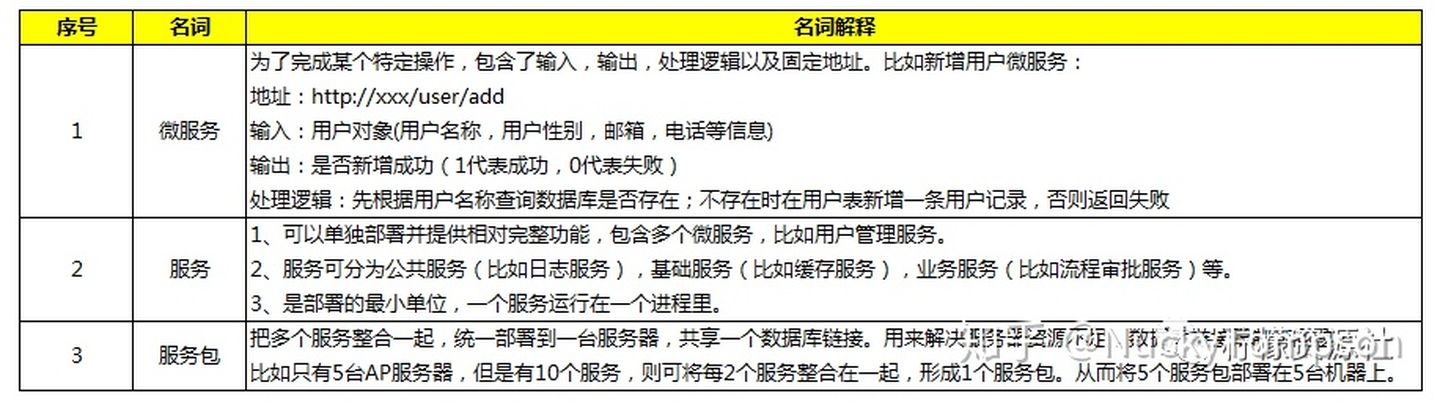 序号 名词 名词解释
为了完成某个特定操作，包含了输入，输出，处理逻辑以及固定地址。比如新增用户微服务：
地址：http://xxx/user/add
1 微服务 输入：用户对象(用户名称，用户性别，邮箱，电话等信息)
输出：是否新增成功（1代表成功，0代表失败）
处理逻辑：先根据用户名称查询数据库是否存在；不存在时在用户表新增一条用户记录，否则返回失败
1、可以单独部署并提供相对完整功能，包含多个微服务，比如用户管理服务。
2 服务 2、服务可分为公共服务（比如日志服务），基础服务（比如缓存服务），业务服务（比如流程审批服务）等。
3、是部署的最小单位，一个服务运行在一个进程里。
3 服务包 把多个服务整合一起，统一部署到一台服务器，共享一个数据库链接。用来解决服务器资源不足，数据
比如只有5台AP服务器，但是有10个服务，则可将每2个服务整合在一起，形成1个服务包。从而将5个服务包部署在5台机器上。
知乎 @Nucky